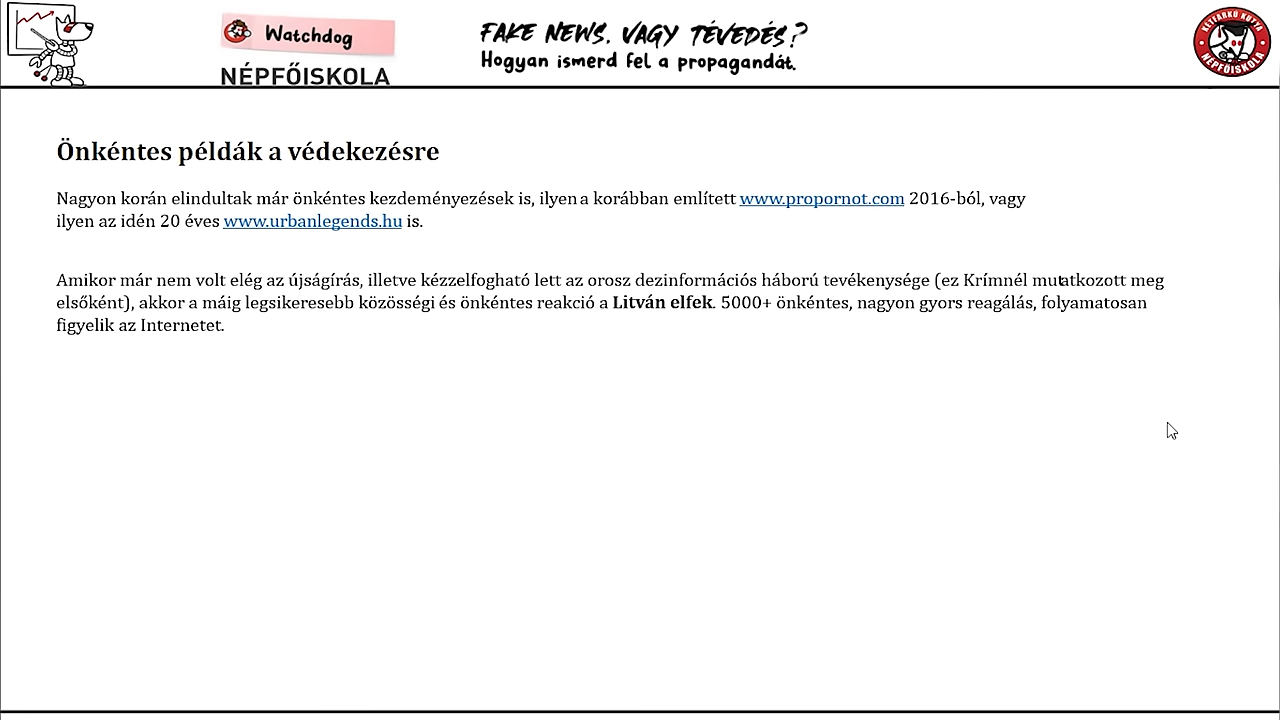 Watchdog
NÉPFŐISKOLA
FAKE NEWS, VAGY TÉVEDÉS?
Hogyan ismerd fel a propagandát.
KÉTFARKÚ KUTYA
NÉPFŐISKOLA
Önkéntes példák a védekezésre
Nagyon korán elindultak már önkéntes kezdeményezések is, ilyen a korábban említett www.propornot.com 2016-ból, vagy
ilyen az idén 20 éves www.urbanlegends.hu is.
Amikor már nem volt elég az újságírás, illetve kézzelfogható lett az orosz dezinformációs háború tevékenysége (ez Krímnél mutatkozott meg
elsőként), akkor a máig legsikeresebb közösségi és önkéntes reakció a Litván elfek. 5000+ önkéntes, nagyon gyors reagálás, folyamatosan
figyelik az Internetet.